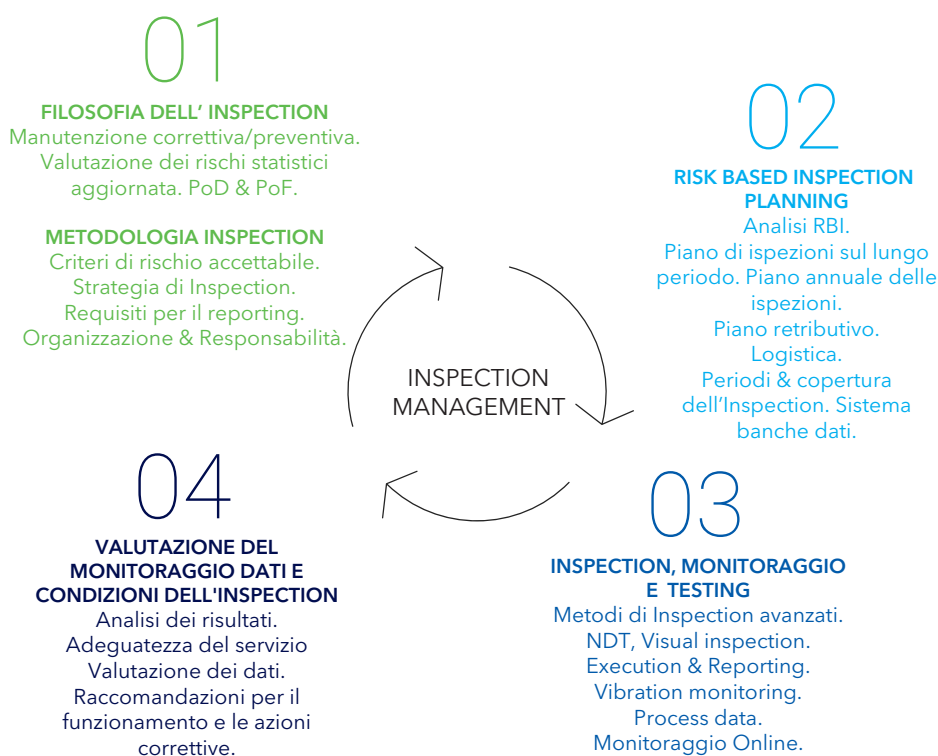 01
FILOSOFIA DELL’ INSPECTION
Manutenzione correttiva/preventiva.
Valutazione dei rischi statistici
aggiornata. PoD & PoF.
METODOLOGIA INSPECTION
Criteri di rischio accettabile.
Strategia di Inspection.
Requisiti per il reporting.
Organizzazione & Responsabilità.
02
RISK BASED INSPECTION
PLANNING
Analisi RBI.
Piano di ispezioni sul lungo
periodo. Piano annuale delle
ispezioni.
Piano retributivo.
Logistica.
Periodi & copertura
dell’Inspection. Sistema
banche dati.
INSPECTION
MANAGEMENT
03
INSPECTION, MONITORAGGIO
E TESTING
Metodi di Inspection avanzati.
NDT, Visual inspection.
Execution & Reporting.
Vibration monitoring.
Process data.
Monitoraggio Online.
04
VALUTAZIONE DEL
MONITORAGGIO DATI E
CONDIZIONI DELL'INSPECTION
Analisi dei risultati.
Adeguatezza del servizio
Valutazione dei dati.
Raccomandazioni per il
funzionamento e le azioni
correttive.